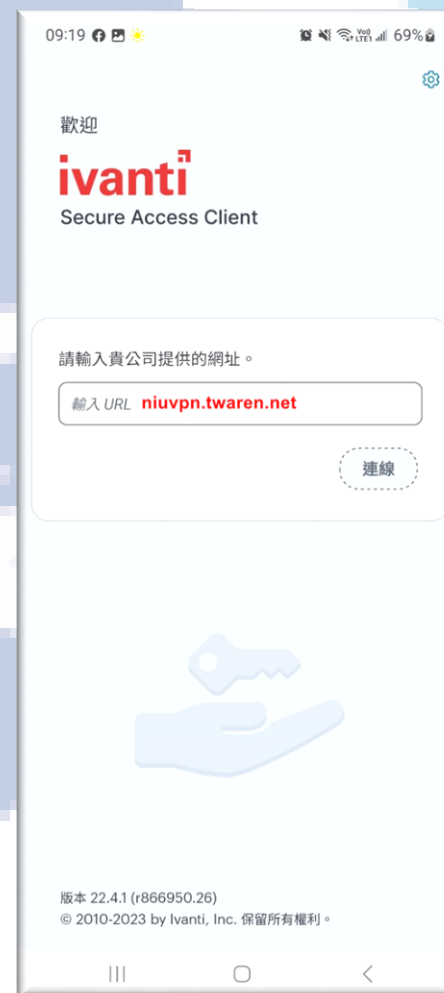 09:19 69%
歡迎
ivanti
Secure Access Client
請輸入貴公司提供的網址。
輸入 URL niuvpn.twaren.net
連線
版本 22.4.1 (r866950.26)
© 2010-2023 by Ivanti, Inc. 保留所有權利。